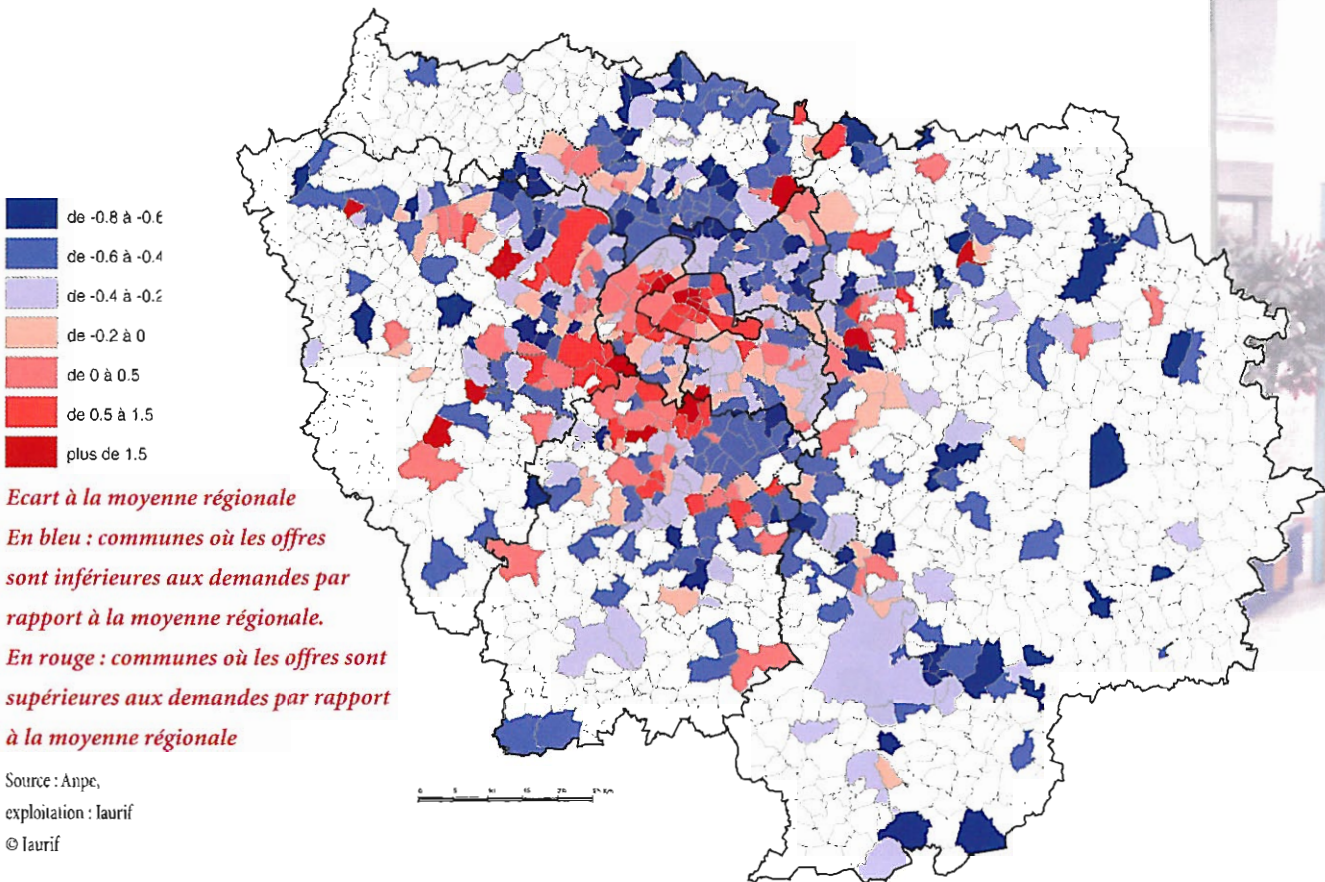 de -0.8 à -0.6
de -0.6 à -0.4
de -0.4 à -0.2
de -0.2 à 0
de 0 à 0.5
de 0.5 à 1.5
plus de 1.5
Ecart à la moyenne régionale
En bleu : communes où les offres
sont inférieures aux demandes par
rapport à la moyenne régionale.
En rouge : communes où les offres sont
supérieures aux demandes par rapport
à la moyenne régionale
Source : Anpe,
exploitation : Iaurif
© Iaurif